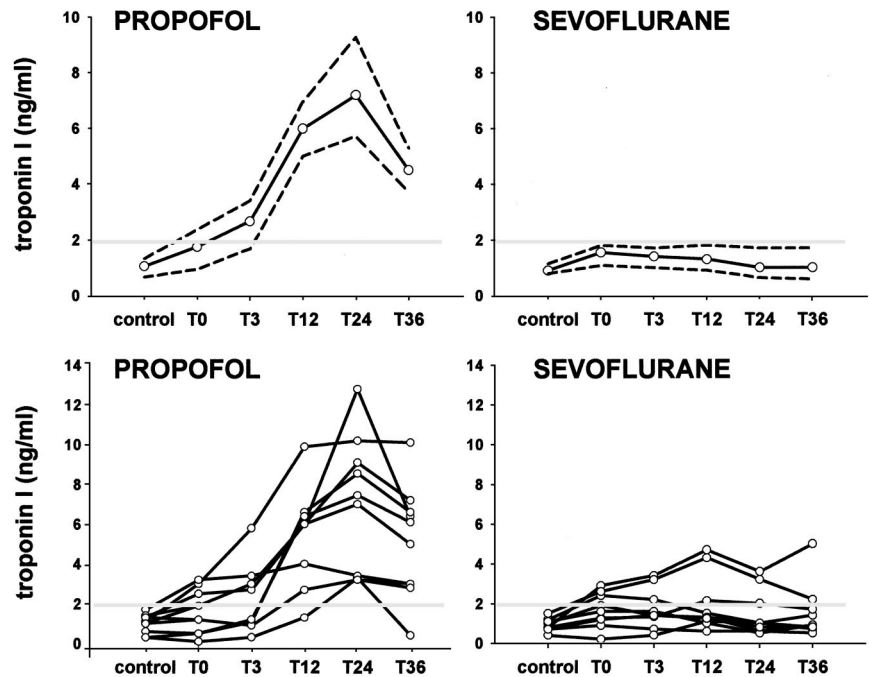 PROPOFOL
troponin I (ng/ml)
10
8
6
4
2
0
control T0 T3 T12 T24 T36
SEVOFLURANE
10
8
6
4
2
0
control T0 T3 T12 T24 T36
PROPOFOL
troponin I (ng/ml)
14
12
10
8
6
4
2
0
control T0 T3 T12 T24 T36
SEVOFLURANE
14
12
10
8
6
4
2
0
control T0 T3 T12 T24 T36